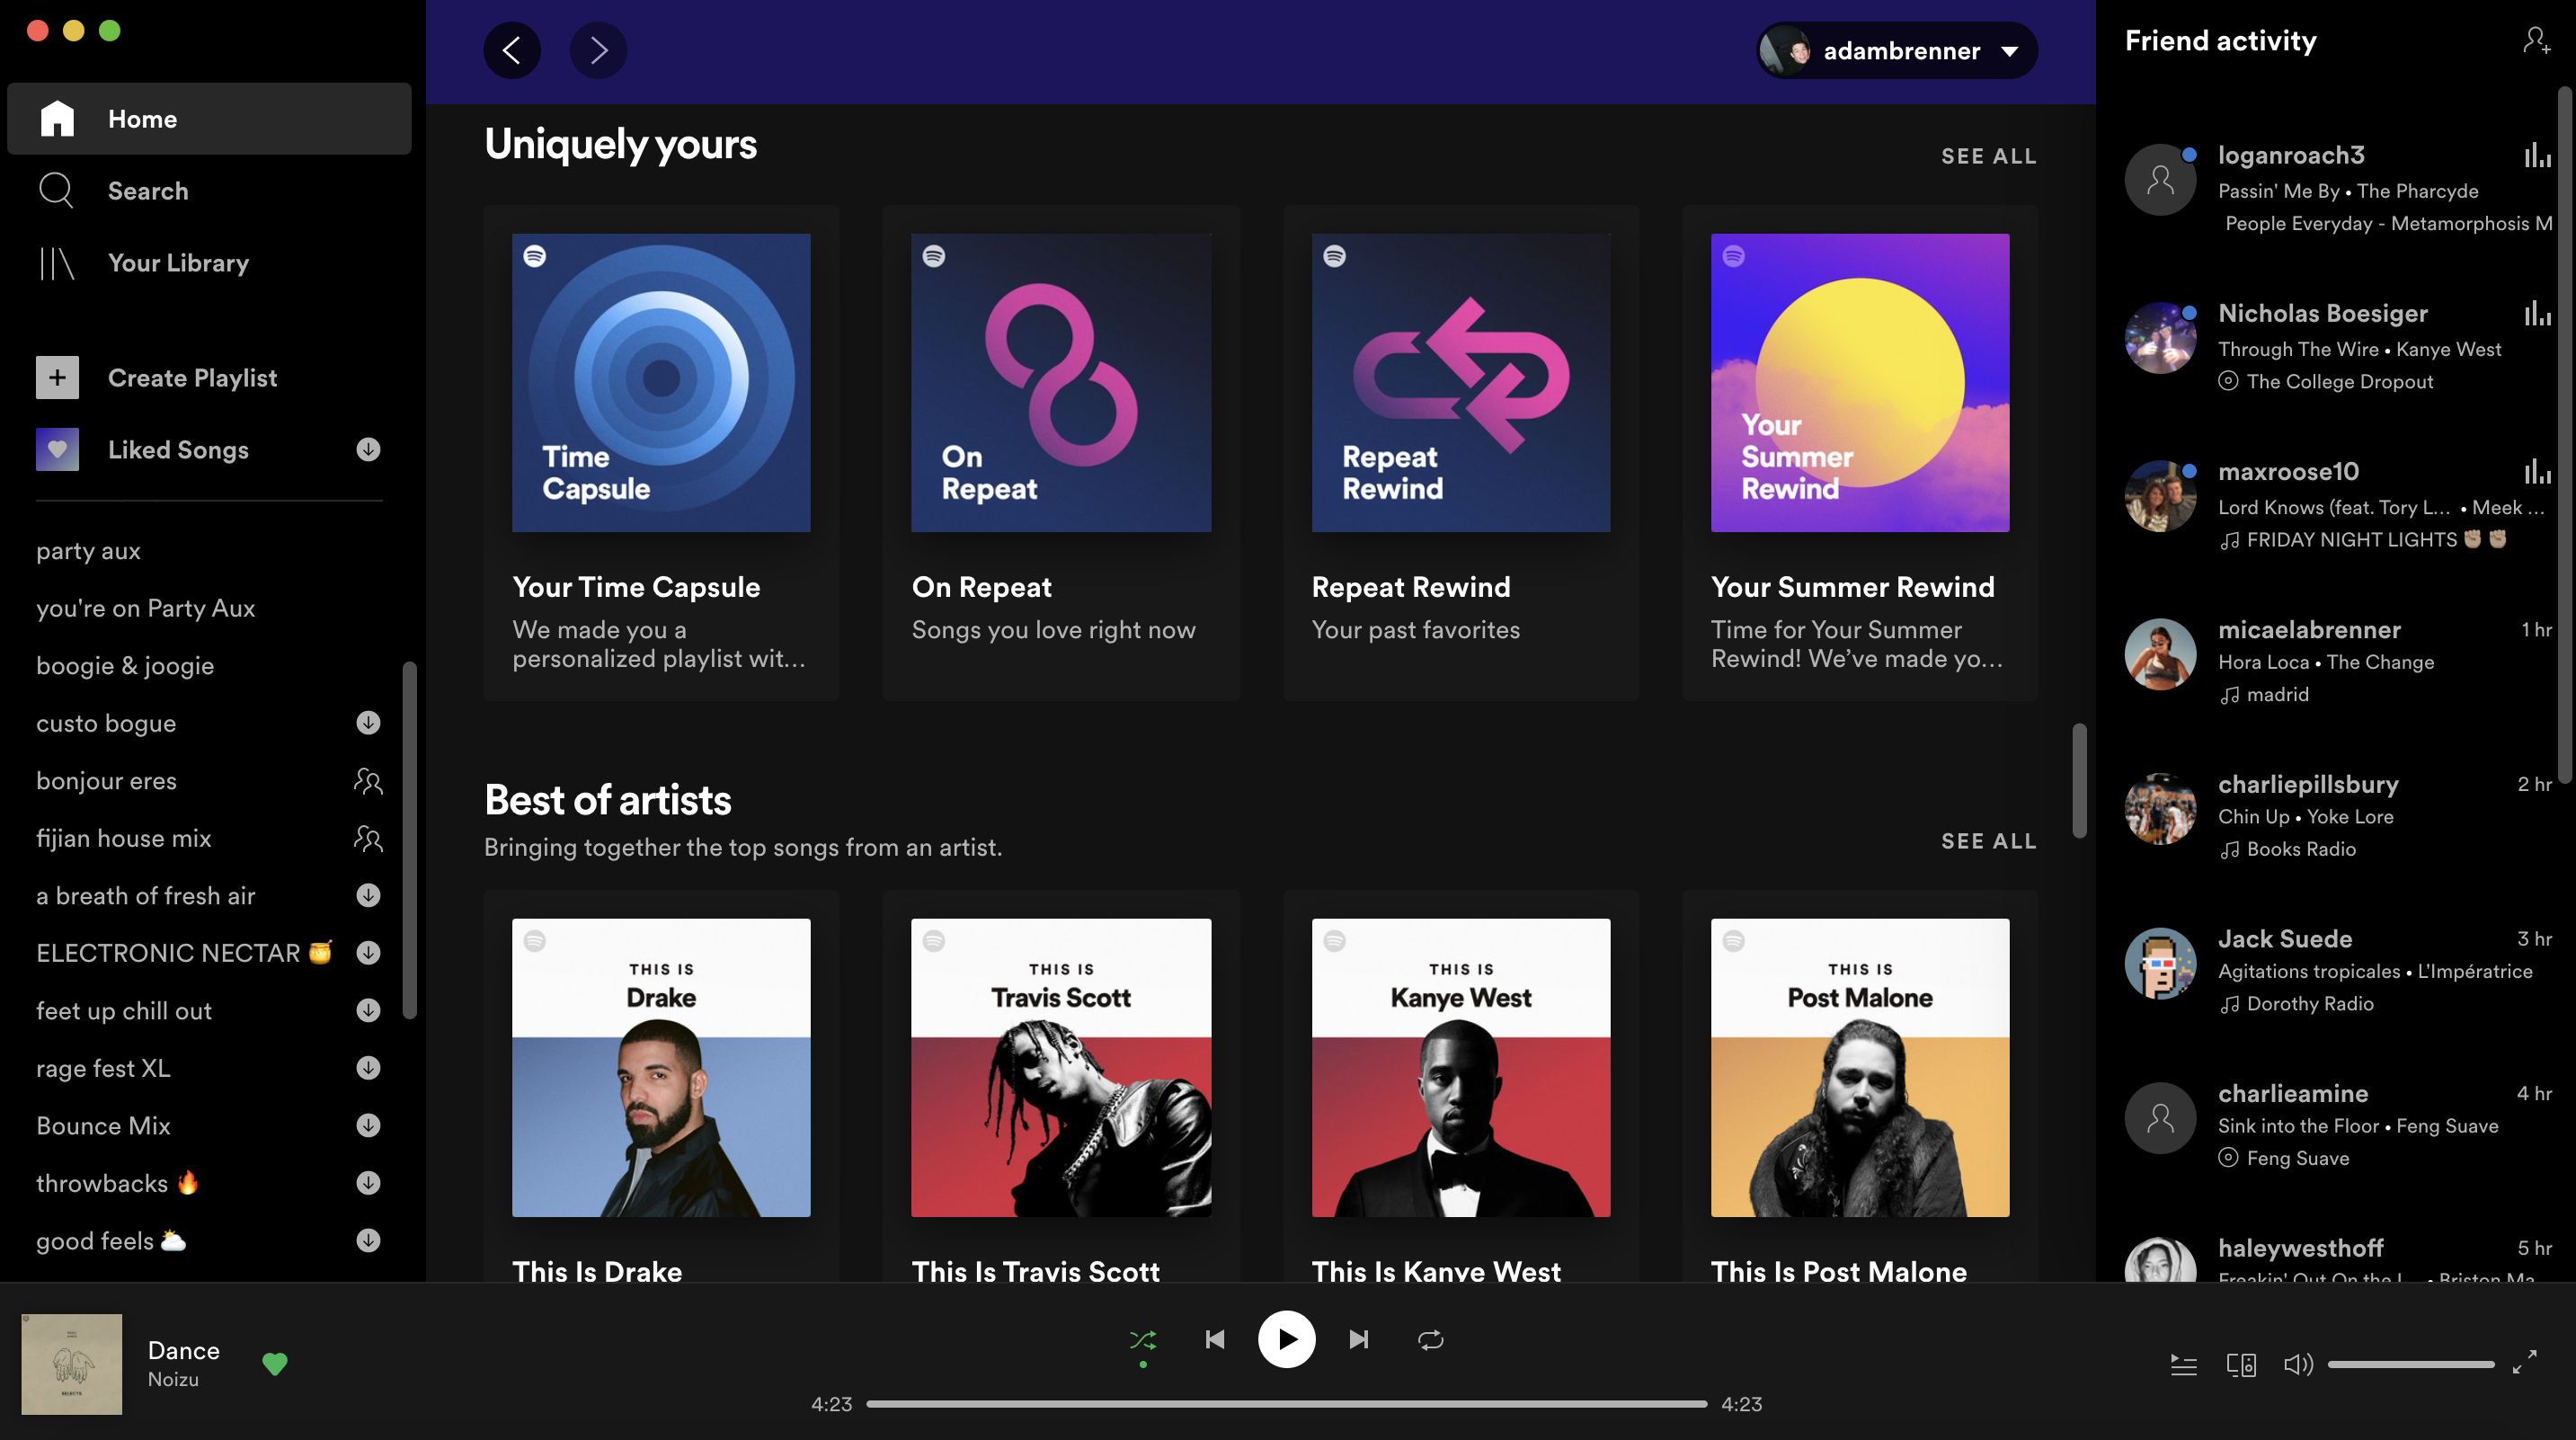 Home
Search
Your Library
Create Playlist
Liked Songs
party aux
you're on Party Aux
boogie & joogie
custo bogue
bonjour eres
fijian house mix
a breath of fresh air
ELECTRONIC NECTAR 🍯
feet up chill out
rage fest XL
Bounce Mix
throwbacks 🔥
good feels 🌥️
adambrenner
Uniquely yours
SEE ALL
Time
Capsule
Your Time Capsule
We made you a
personalized playlist wit...
On
Repeat
On Repeat
Songs you love right now
Repeat
Rewind
Repeat Rewind
Your past favorites
Your
Summer
Rewind
Your Summer Rewind
Time for Your Summer
Rewind! We’ve made yo...
Best of artists
Bringing together the top songs from an artist.
SEE ALL
THIS IS
Drake
This Is Drake
THIS IS
Travis Scott
This Is Travis Scott
THIS IS
Kanye West
This Is Kanye West
THIS IS
Post Malone
This Is Post Malone
Friend activity
loganroach3
Passin' Me By • The Pharcyde
People Everyday - Metamorphosis M
Nicholas Boesiger
Through The Wire • Kanye West
The College Dropout
maxroose10
Lord Knows (feat. Tory L... • Meek ...
FRIDAY NIGHT LIGHTS ✊🏽 ✊🏽
micaelabrenner 1 hr
Hora Loca • The Change
madrid
charliepillsbury 2 hr
Chin Up • Yoke Lore
Books Radio
Jack Suede 3 hr
Agitations tropicales • L'Impératrice
Dorothy Radio
charlieamine 4 hr
Sink into the Floor • Feng Suave
Feng Suave
haleywesthoff 5 hr
Freakin' Out On the I... • Briston Ma...
SELECTS
Dance
Noizu
4:23
4:23